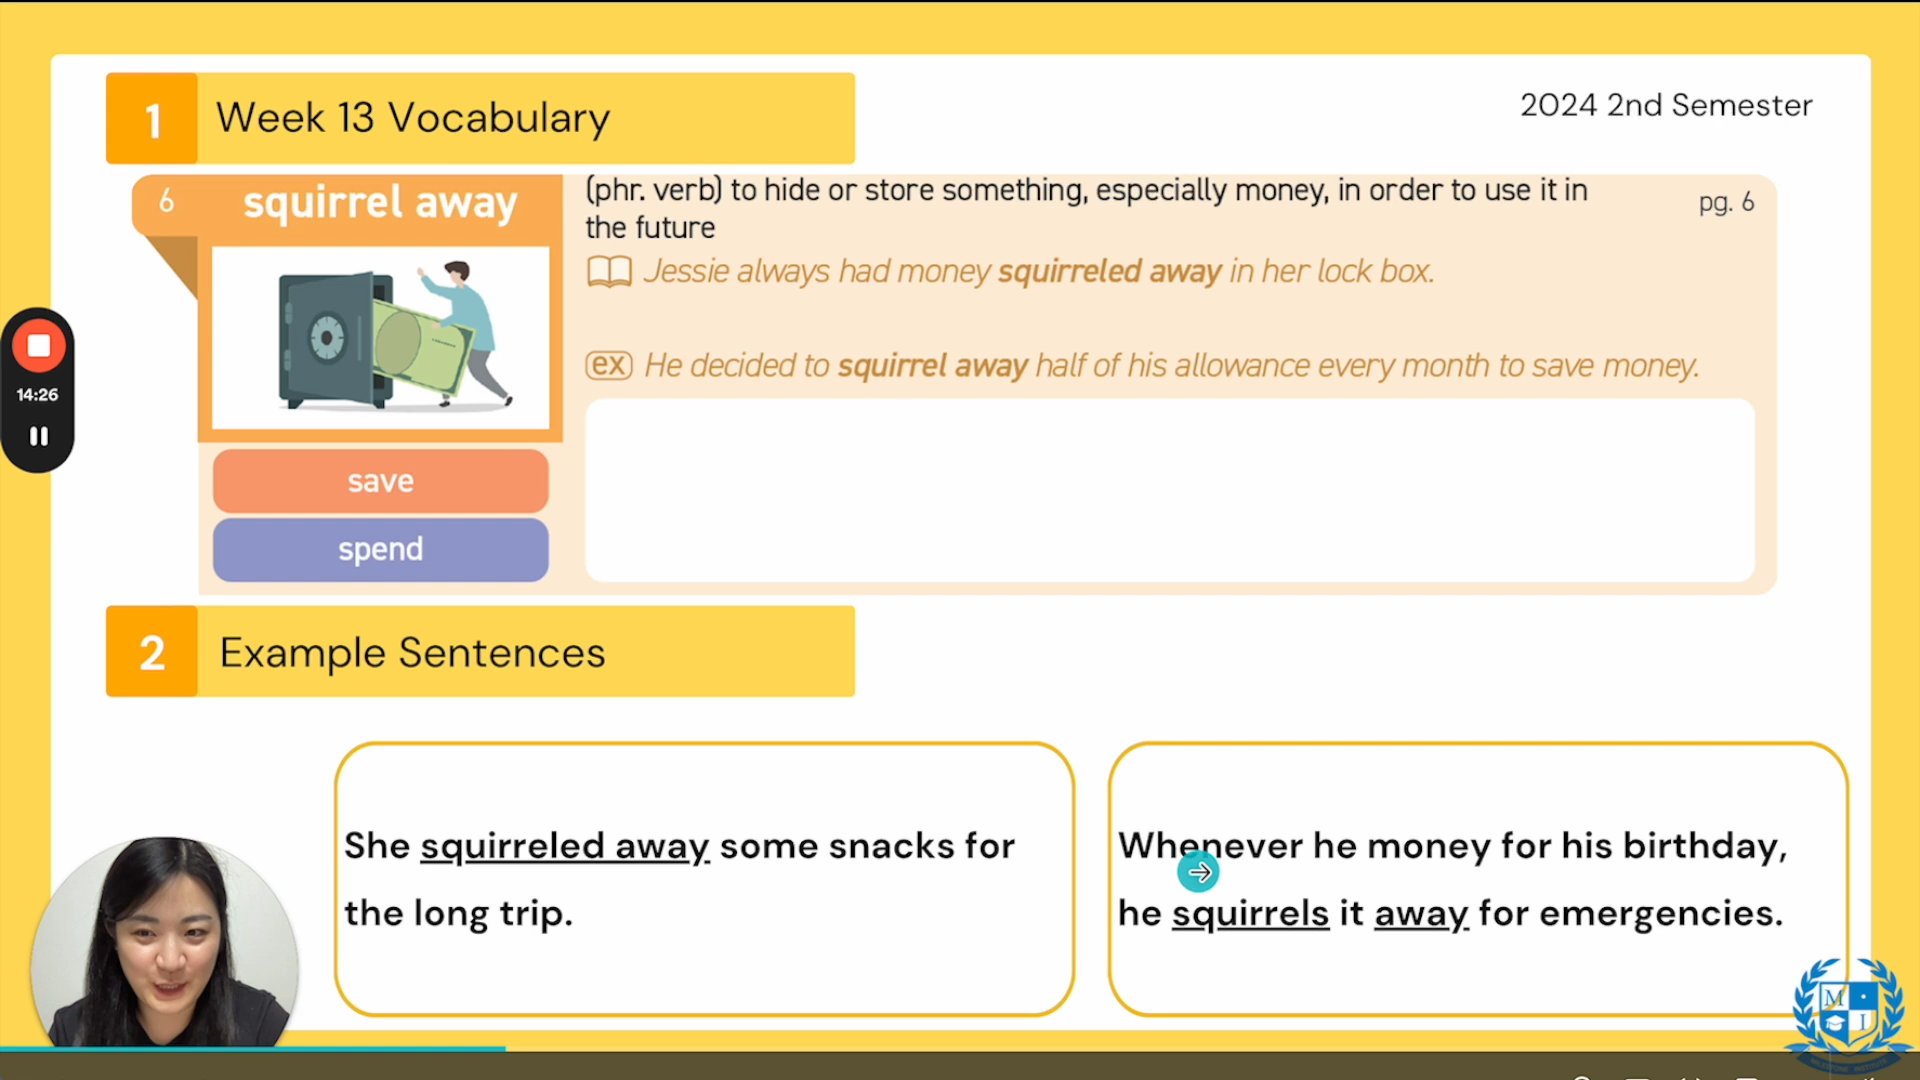 1 Week 13 Vocabulary
2024 2nd Semester
6 squirrel away
(phr. verb) to hide or store something, especially money, in order to use it in
the future
pg. 6
Jessie always had money squirreled away in her lock box.
ex He decided to squirrel away half of his allowance every month to save money.
14:26
save
spend
2 Example Sentences
She squirreled away some snacks for
the long trip.
Whenever he money for his birthday,
he squirrels it away for emergencies.
M
I